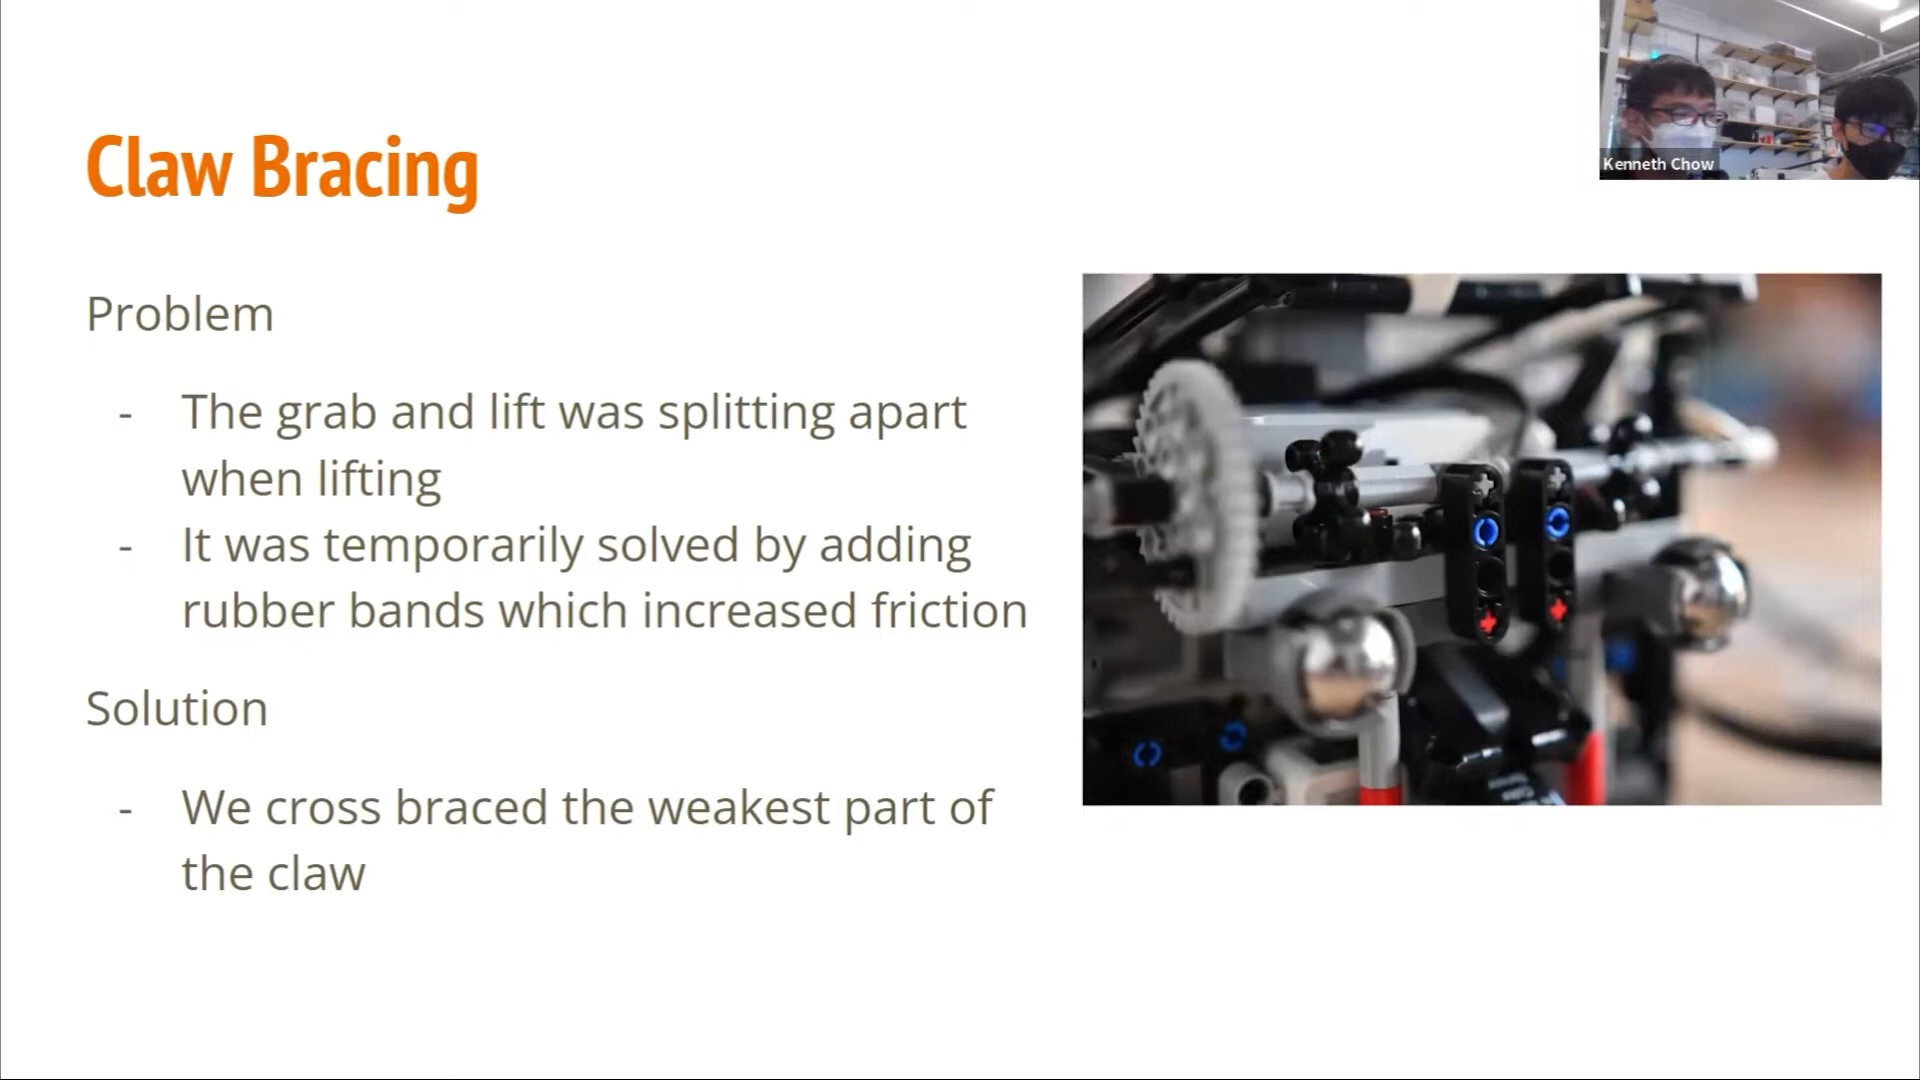 Claw Bracing
Kenneth Chow
Problem
- The grab and lift was splitting apart
when lifting
- It was temporarily solved by adding
rubber bands which increased friction
Solution
- We cross braced the weakest part of
the claw